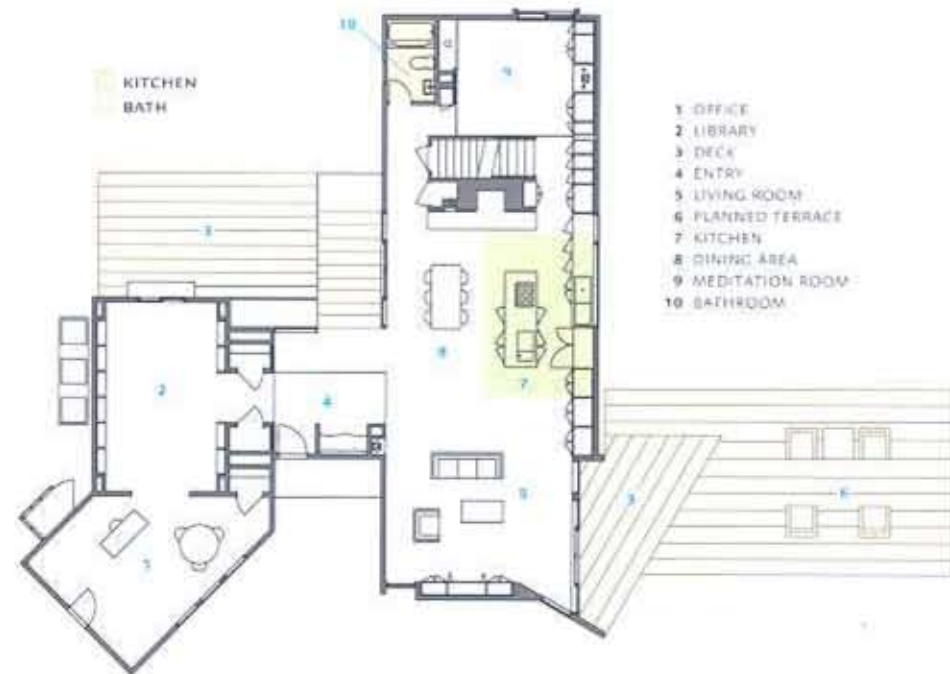 10
KITCHEN
BATH
9
1 OFFICE
2 LIBRARY
3 DECK
4 ENTRY
5 LIVING ROOM
6 PLANNED TERRACE
7 KITCHEN
8 DINING AREA
9 MEDITATION ROOM
10 BATHROOM
3
8
7
2
4
5
3
6
1